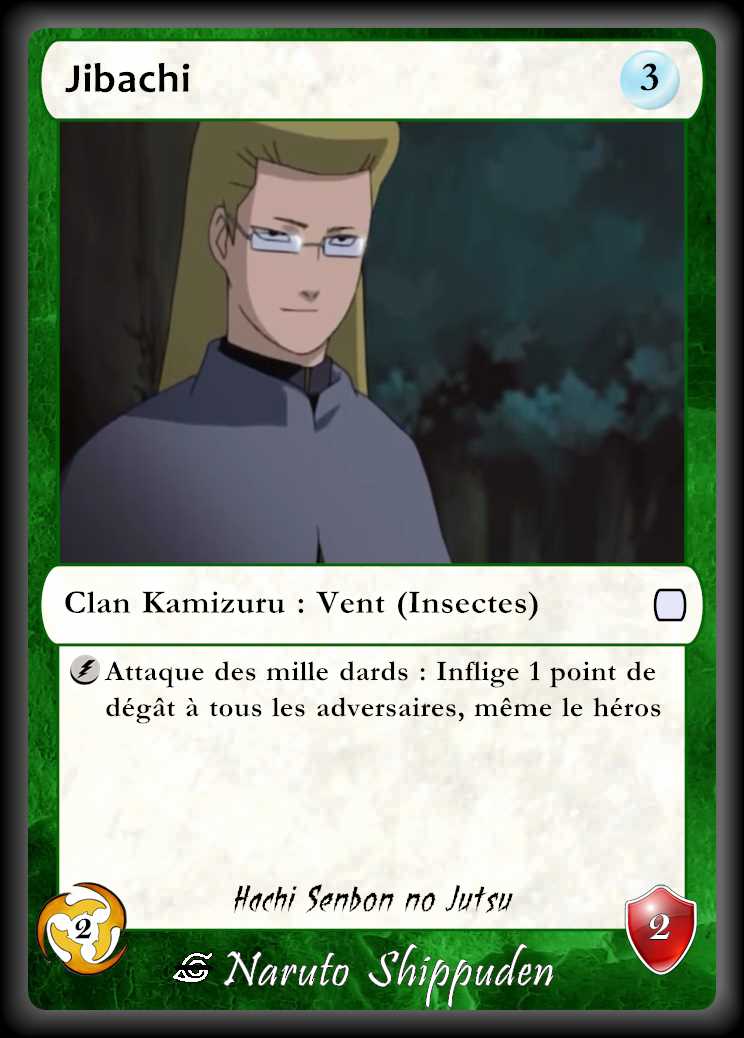 Jibachi
3
Clan Kamizuru : Vent (Insectes)
Attaque des mille dards : Inflige 1 point de
dégât à tous les adversaires, même le héros
Hachi Senbon no Jutsu
2
2
Naruto Shippuden